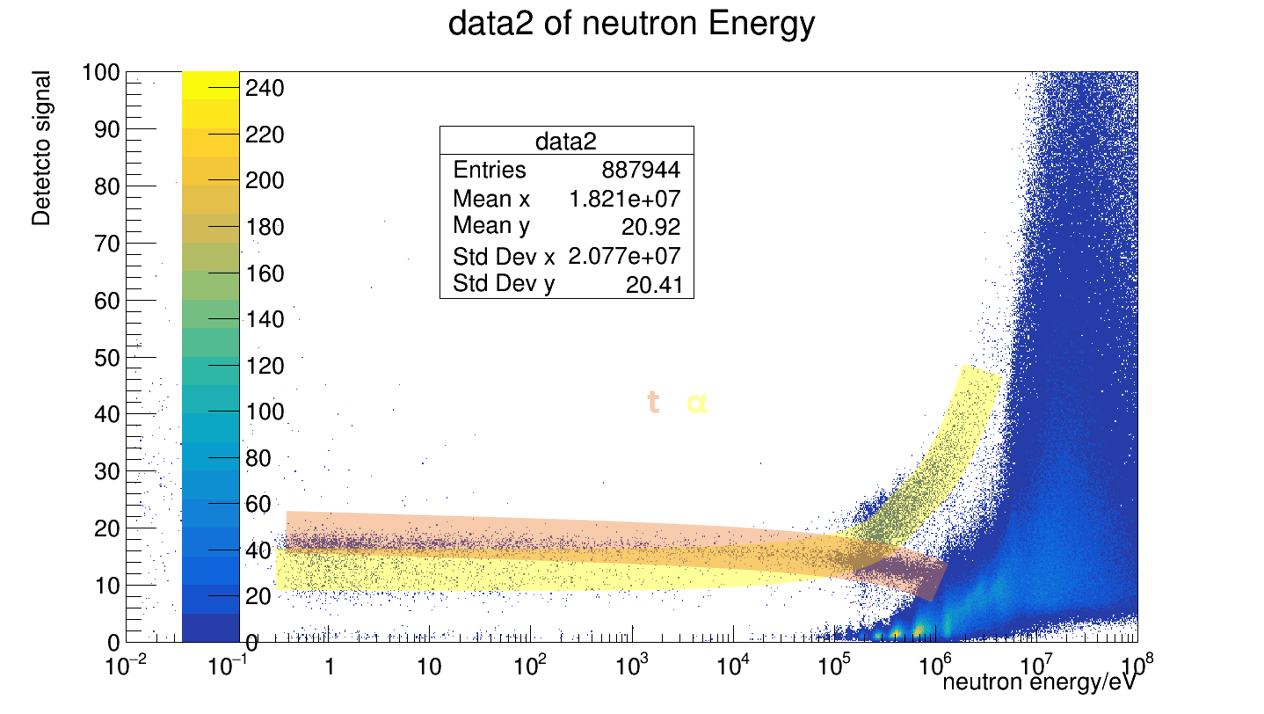 data2 of neutron Energy
Detetcto signal
100
90
80
70
60
50
40
30
20
10
0
240
220
200
180
160
140
120
100
80
60
40
20
0
data2
Entries 887944
Mean x 1.821e+07
Mean y 20.92
Std Dev x 2.077e+07
Std Dev y 20.41
t α
10⁻² 10⁻¹ 1 10 10² 10³ 10⁴ 10⁵ 10⁶ 10⁷ 10⁸
neutron energy/eV